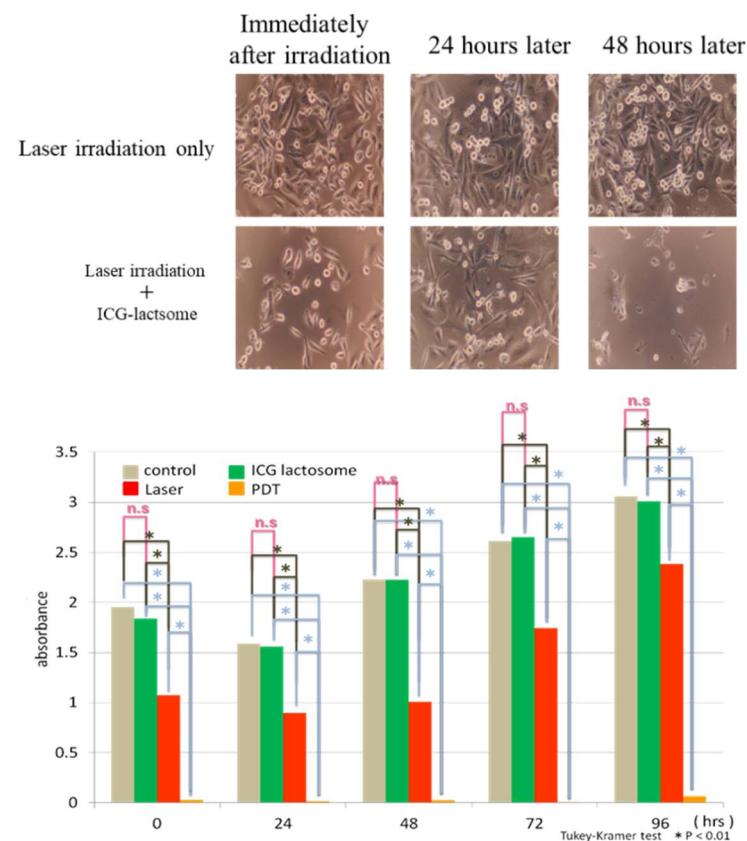 Immediately
after irradiation
24 hours later
48 hours later
Laser irradiation only
Laser irradiation
+
ICG-lactsome
absorbance
3.5
3
2.5
2
1.5
1
0.5
0
control
ICG lactosome
Laser
PDT
n.s
*
*
*
*
*
n.s
*
*
*
*
*
n.s
*
*
*
*
*
n.s
*
*
*
*
*
n.s
*
*
*
*
*
0
24
48
72
96
( hrs )
Tukey-Kramer test * P < 0.01